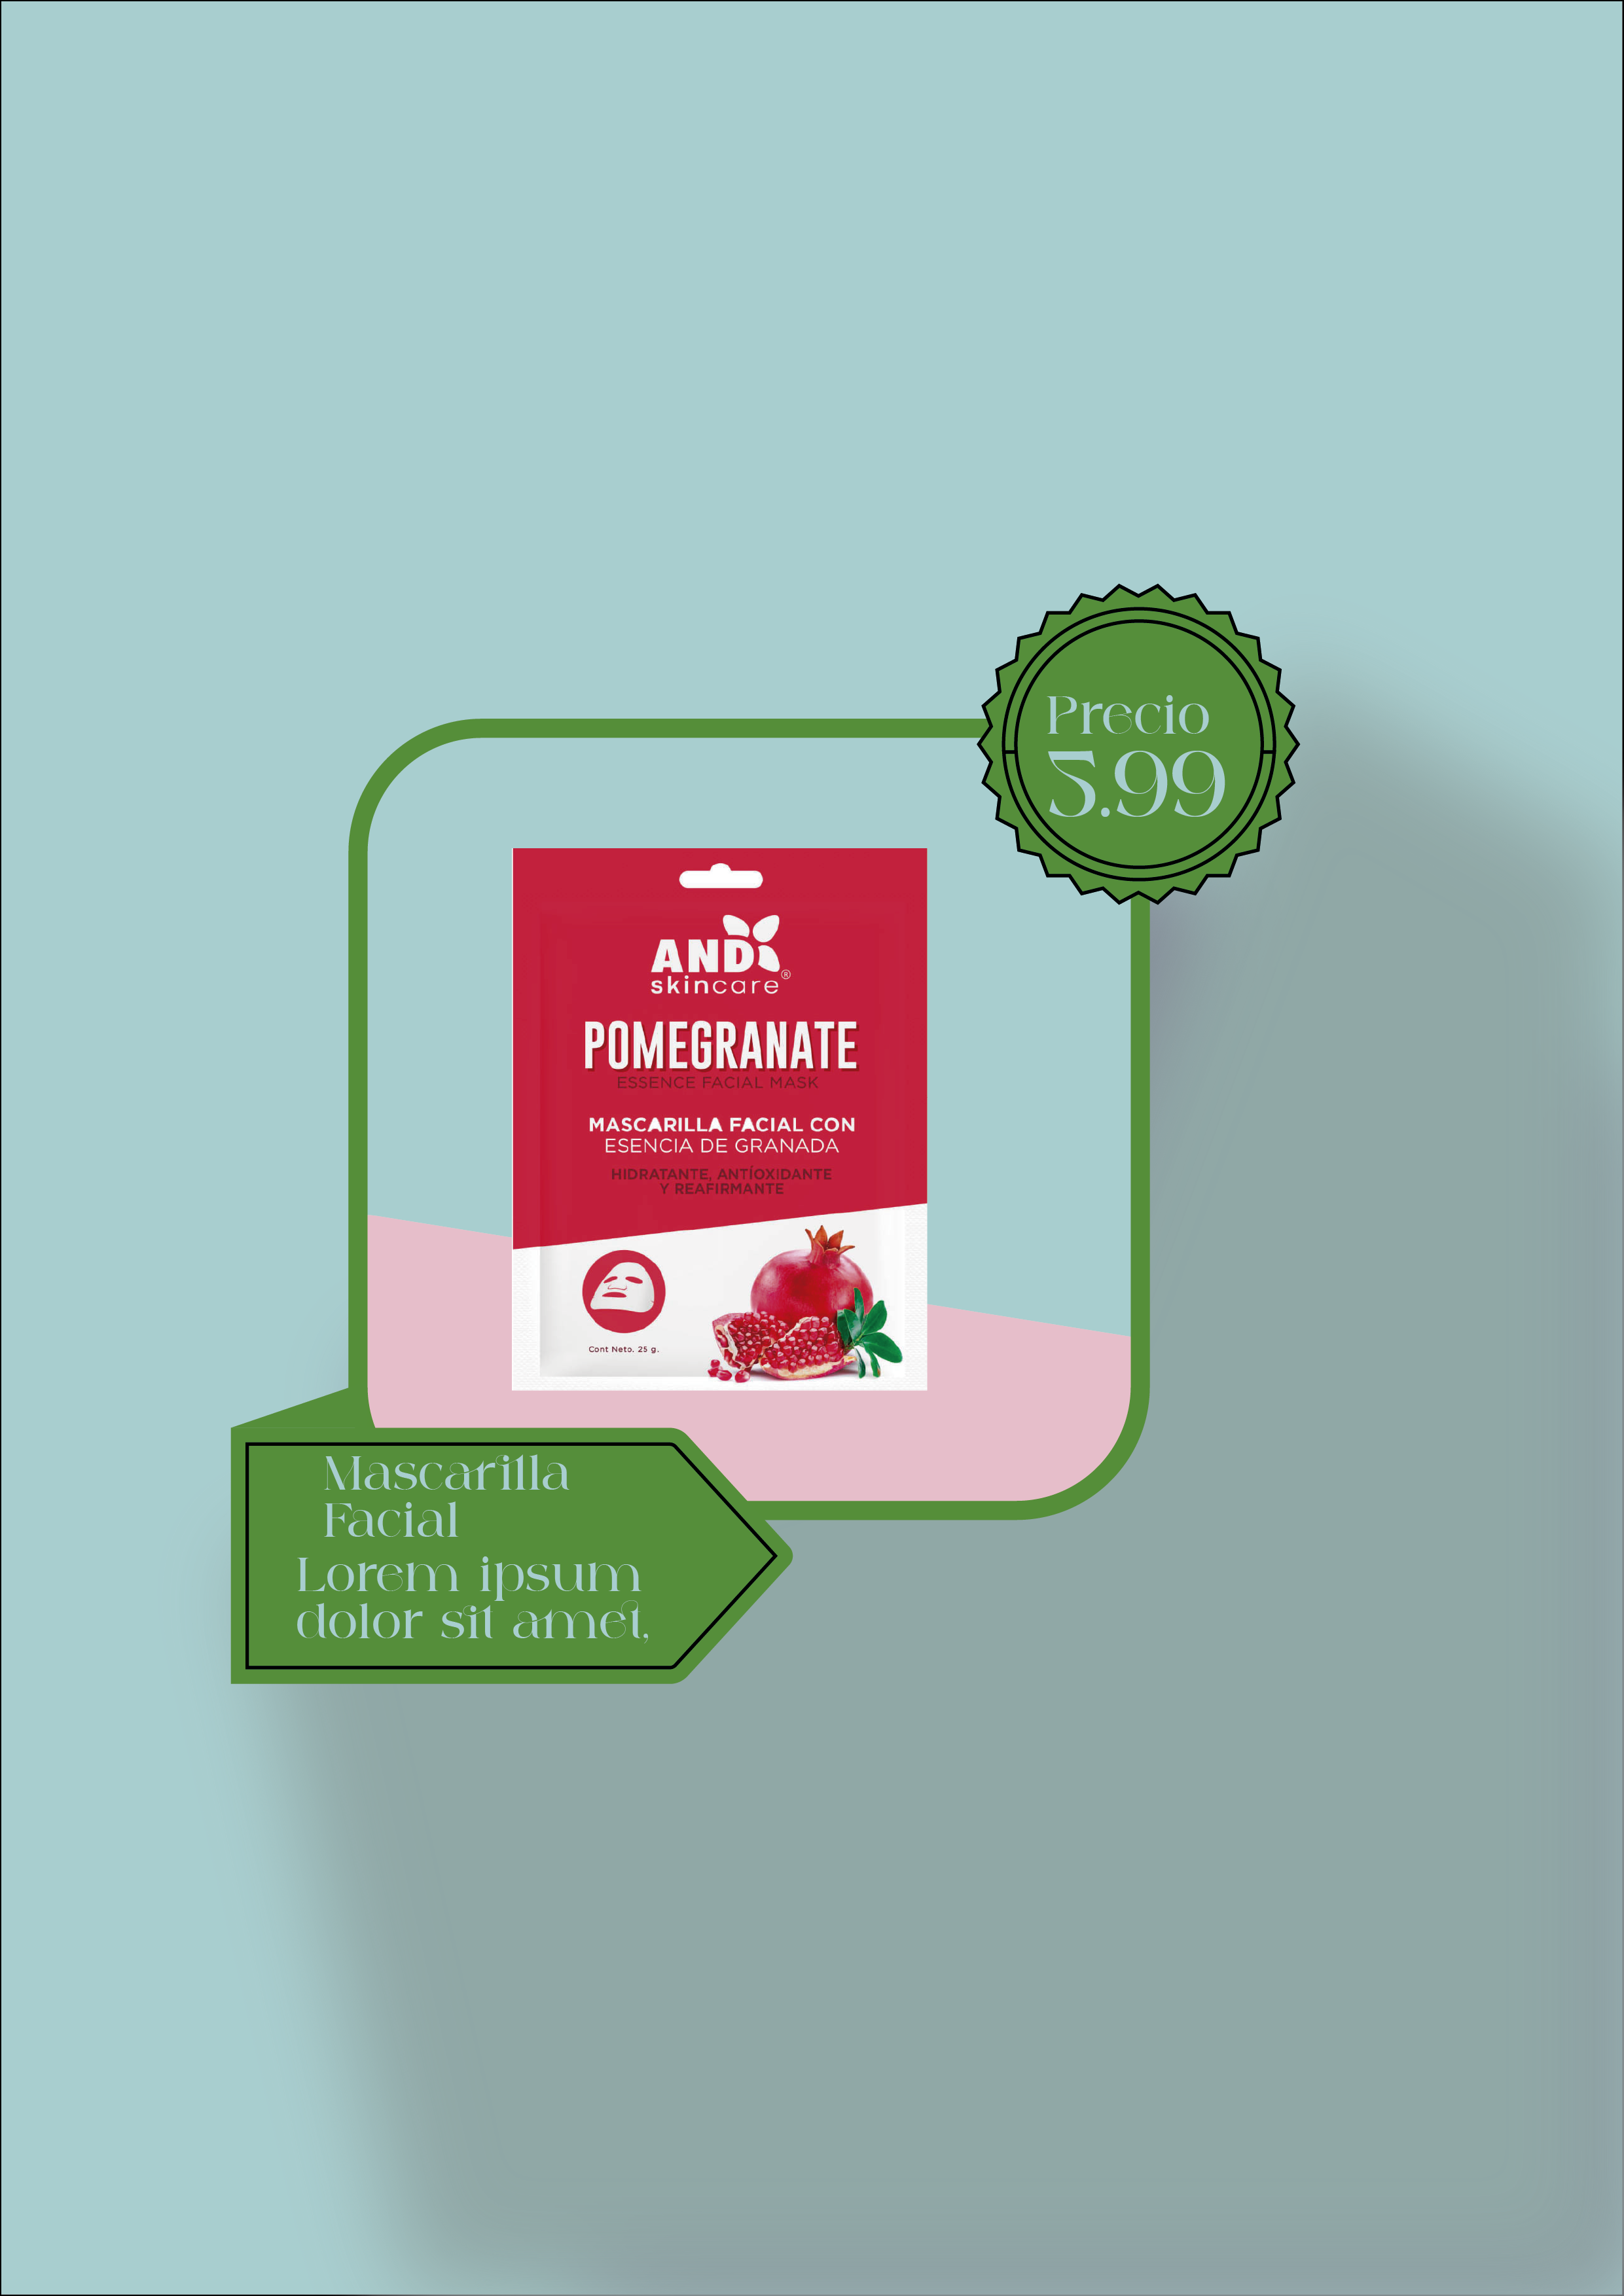 Precio
5.99
AND
skincare®
POMEGRANATE
ESSENCE FACIAL MASK
MASCARILLA FACIAL CON
ESENCIA DE GRANADA
HIDRATANTE, ANTÍOXIDANTE
Y REAFIRMANTE
Cont Neto. 25 g.
Mascarilla
Facial
Lorem ipsum
dolor sit amet,